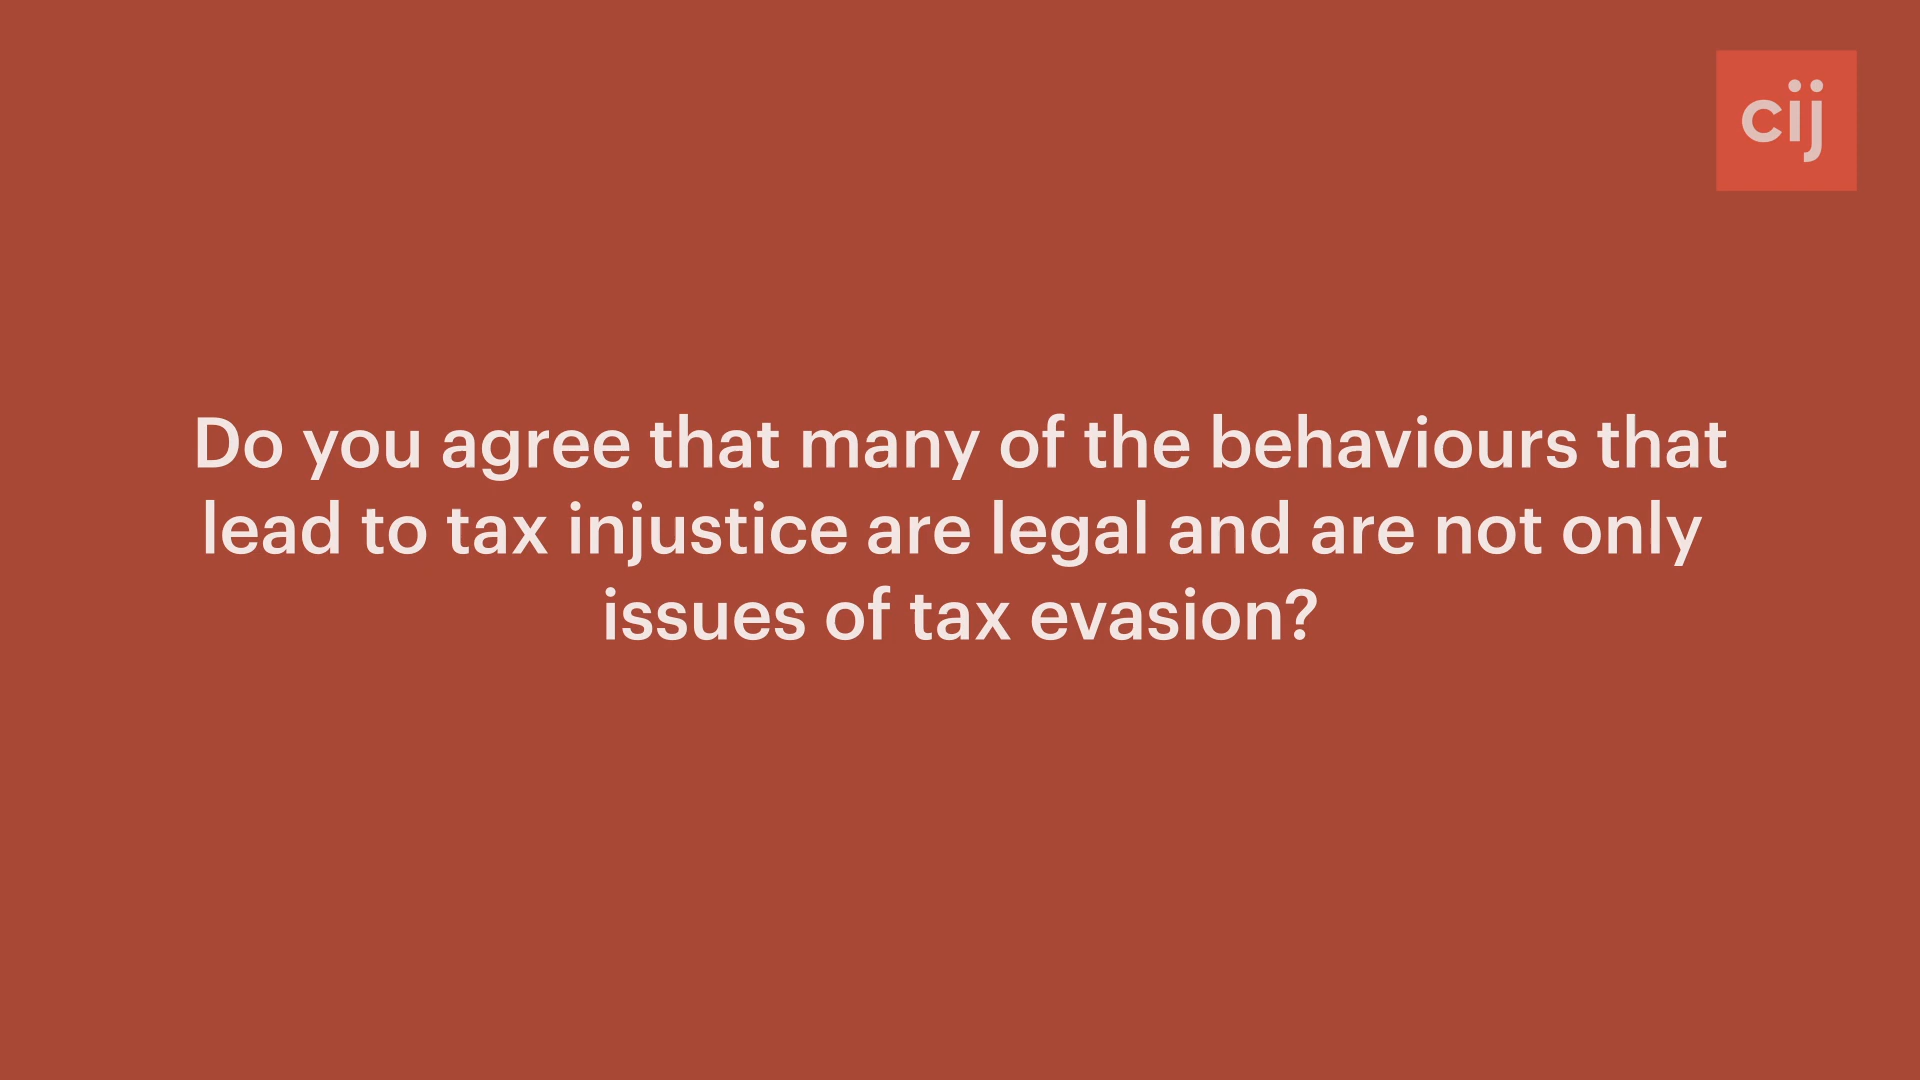 cij
Do you agree that many of the behaviours that
lead to tax injustice are legal and are not only
issues of tax evasion?